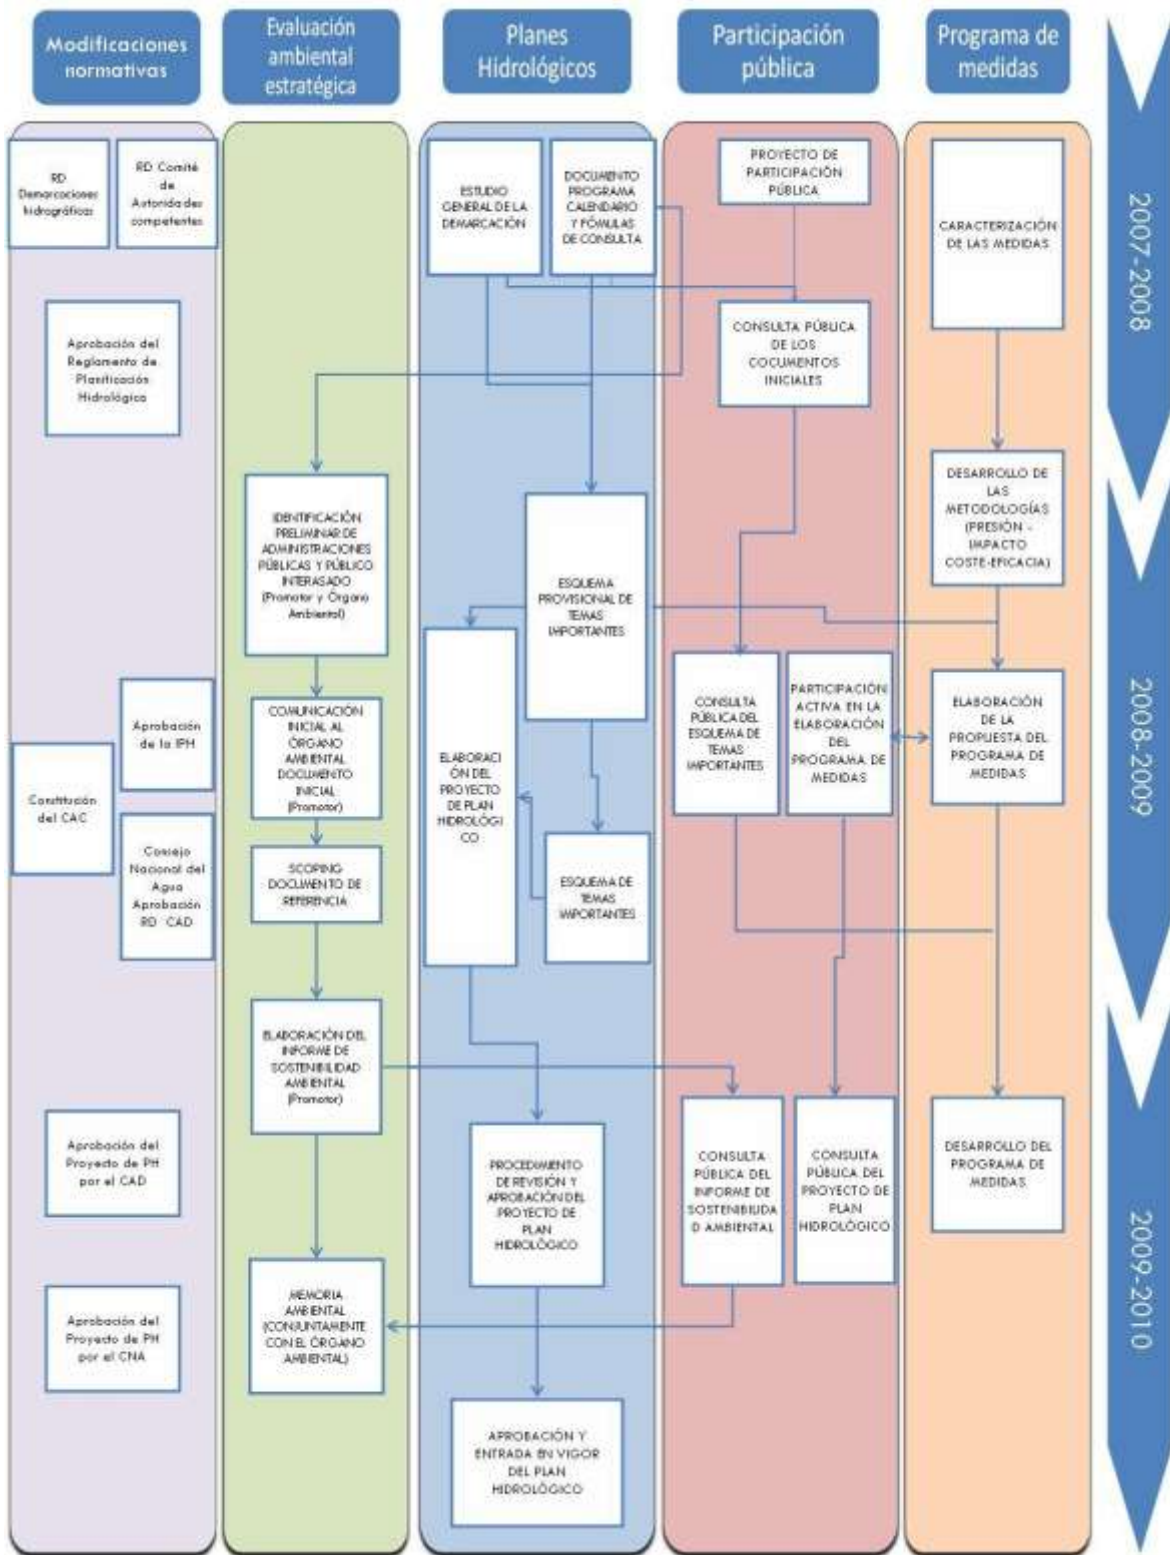 Modificaciones
normativas
Evaluación
ambiental
estratégica
Planes
Hidrológicos
Participación
pública
Programa de
medidas
RD
Demarcaciones
hidrográficas
RD Comité
de
Autoridades
competentes
Aprobación del
Reglamento de
Planificación
Hidrológica
Aprobación
de la IPH
Constitución
del CAC
Consejo
Nacional del
Agua
Aprobación
RD CAD
Aprobación del
Proyecto de PH
por el CAD
Aprobación del
Proyecto de PH
por el CNA
IDENTIFICACIÓN
PRELIMINAR DE
ADMINISTRACIONES
PÚBLICAS Y PÚBLICO
INTERASADO
(Promotor y Órgano
Ambiental)
COMUNICACIÓN
INICIAL AL
ÓRGANO
AMBIENTAL
DOCUMENTO
INICIAL
(Promotor)
SCOPING
DOCUMENTO DE
REFERENCIA
ELABORACIÓN DEL
INFORME DE
SOSTENIBILIDAD
AMBIENTAL
(Promotor)
MEMORIA
AMBIENTAL
(CONJUNTAMENTE
CON EL ÓRGANO
AMBIENTAL)
ESTUDIO
GENERAL DE LA
DEMARCACIÓN
DOCUMENTO
PROGRAMA
CALENDARIO
Y FÓMULAS
DE CONSULTA
ESQUEMA
PROVISIONAL DE
TEMAS
IMPORTANTES
ELABORACI
ÓN DEL
PROYECTO
DE PLAN
HIDROLÓGI
CO
ESQUEMA DE
TEMAS
IMPORTANTES
PROCEDIMIENTO
DE REVISIÓN Y
APROBACIÓN DEL
PROYECTO DE
PLAN
HIDROLÓGICO
APROBACIÓN Y
ENTRADA EN VIGOR
DEL PLAN
HIDROLÓGICO
PROYECTO DE
PARTICIPACIÓN
PÚBLICA
CONSULTA PÚBLICA
DE LOS
COCUMENTOS
INICIALES
CONSULTA
PÚBLICA DEL
ESQUEMA DE
TEMAS
IMPORTANTES
PARTICIPACIÓN
ACTIVA EN LA
ELABORACIÓN
DEL
PROGRAMA DE
MEDIDAS
CONSULTA
PÚBLICA DEL
INFORME DE
SOSTENIBILIDA
D AMBIENTAL
CONSULTA
PÚBLICA DEL
PROYECTO DE
PLAN
HIDROLÓGICO
CARACTERIZACIÓN
DE LAS MEDIDAS
DESARROLLO DE
LAS
METODOLOGÍAS
(PRESIÓN -
IMPACTO
COSTE-EFICACIA)
ELABORACIÓN
DE LA
PROPUESTA DEL
PROGRAMA DE
MEDIDAS
DESARROLLO DEL
PROGRAMA DE
MEDIDAS
2007-2008
2008-2009
2009-2010